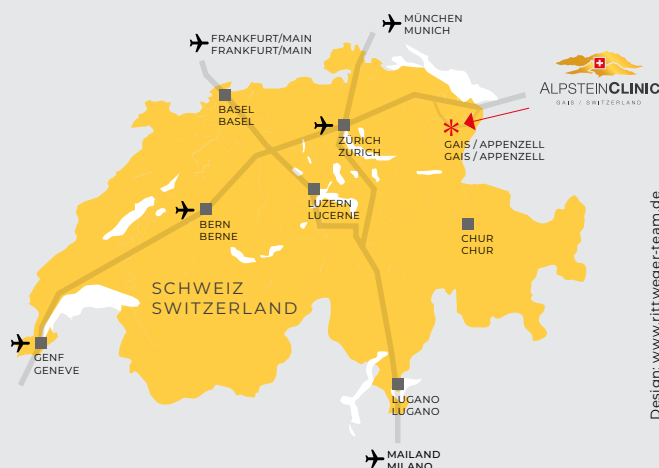 MÜNCHEN
MUNICH
FRANKFURT/MAIN
FRANKFURT/MAIN
ALPSTEINCLINIC
GAIS / SWITZERLAND
BASEL
BASEL
ZÜRICH
ZURICH
GAIS / APPENZELL
GAIS / APPENZELL
LUZERN
LUCERNE
BERN
BERNE
CHUR
CHUR
SCHWEIZ
SWITZERLAND
GENF
GENEVE
LUGANO
LUGANO
MAILAND
MILANO
Design: www.rittweger-team.de